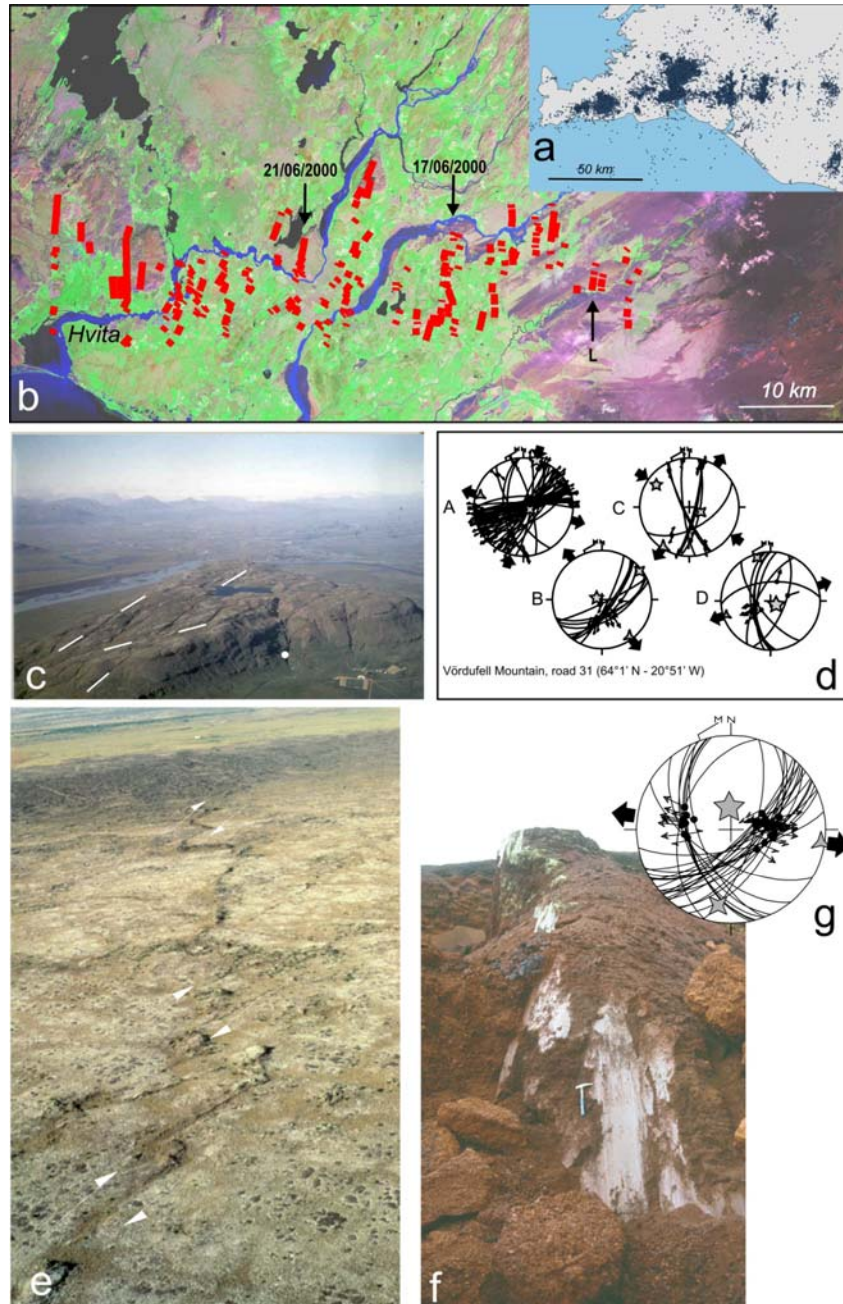 a
50 km
21/06/2000
17/06/2000
Hvita
L
b
10 km
c
A
M N
B
M N
C
M N
D
M N
Vördufell Mountain, road 31 (64°1' N - 20°51' W)
d
e
f
M N
g